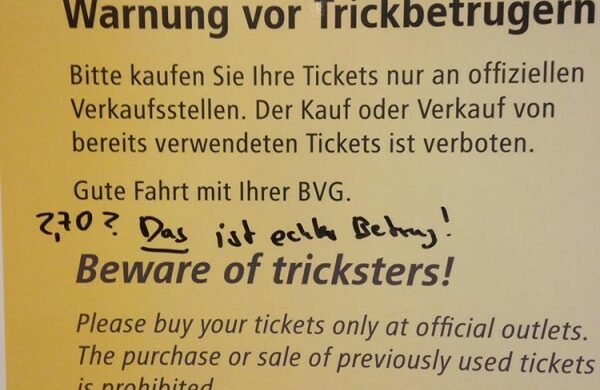 Warnung vor Trickbetrügern
Bitte kaufen Sie Ihre Tickets nur an offiziellen
Verkaufsstellen. Der Kauf oder Verkauf von
bereits verwendeten Tickets ist verboten.
Gute Fahrt mit Ihrer BVG.
2,70? Das ist echter Betrug!
Beware of tricksters!
Please buy your tickets only at official outlets.
The purchase or sale of previously used tickets
is prohibited.